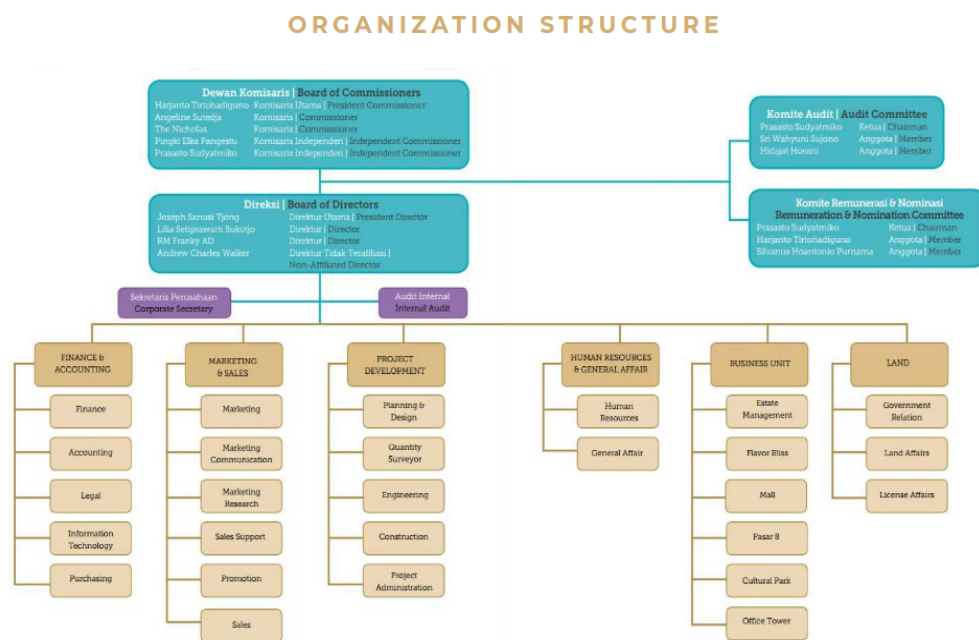 ORGANIZATION STRUCTURE
Dewan Komisaris | Board of Commissioners
Harjanto Tirtohadiguno Komisaris Utama | President Commissioner
Angeline Sutedja Komisaris | Commissioner
The Nicholas Komisaris | Commissioner
Pingki Elka Pangestu Komisaris Independen | Independent Commissioner
Prasasto Sudyatmiko Komisaris Independen | Independent Commissioner
Komite Audit | Audit Committee
Prasasto Sudyatmiko Ketua | Chairman
Sri Wahyuni Sujono Anggota | Member
Hidajat Hoesni Anggota | Member
Direksi | Board of Directors
Joseph Sanusi Tjong Direktur Utama | President Director
Lilia Setiprawarti Sukotjo Direktur | Director
RM Franky AD Direktur | Director
Andrew Charles Walker Direktur Tidak Terafiliasi |
Non-Affiliated Director
Komite Remunerasi & Nominasi
Remuneration & Nomination Committee
Prasasto Sudyatmiko Ketua | Chairman
Harjanto Tirtohadiguno Anggota | Member
Silvanus Hoantonio Purnama Anggota | Member
Sekretaris Perusahaan
Corporate Secretary
Audit Internal
Internal Audit
FINANCE &
ACCOUNTING
Finance
Accounting
Legal
Information
Technology
Purchasing
MARKETING
& SALES
Marketing
Marketing
Communication
Marketing
Research
Sales Support
Promotion
Sales
PROJECT
DEVELOPMENT
Planning &
Design
Quantity
Surveyor
Engineering
Construction
Project
Administration
HUMAN RESOURCES
& GENERAL AFFAIR
Human
Resources
General Affair
BUSINESS UNIT
Estate
Management
Flavor Bliss
Mall
Pasar 8
Cultural Park
Office Tower
LAND
Government
Relation
Land Affairs
License Affairs